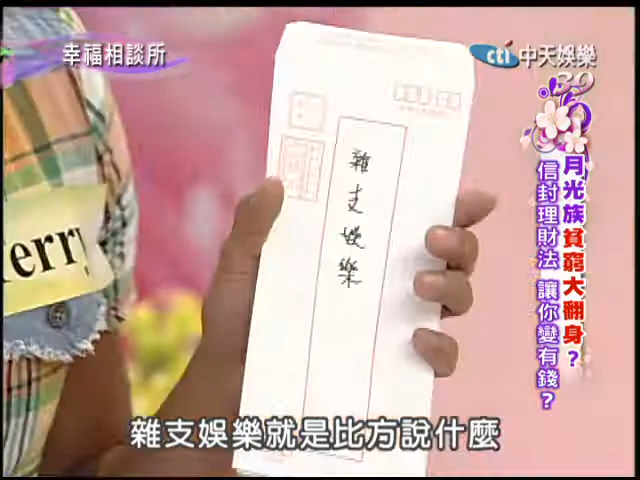 幸福相談所
cti中天娛樂
39
月光族貧窮大翻身?
信封理財法 讓你變有錢?
雜支娛樂
Terry
雜支娛樂就是比方說什麼